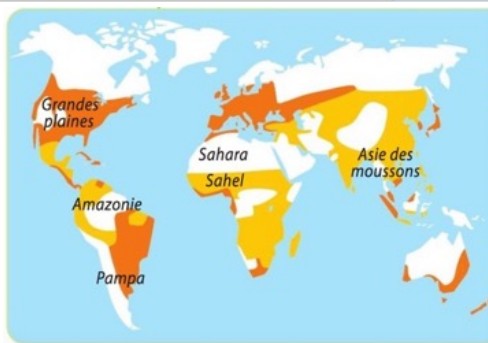 Grandes
plaines
Sahara
Sahel
Asie des
moussons
Amazonie
Pampa